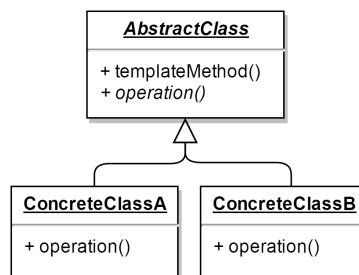 AbstractClass
+ templateMethod()
+ operation()
ConcreteClassA
+ operation()
ConcreteClassB
+ operation()